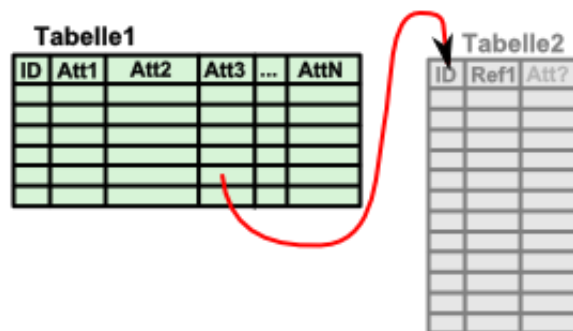 Tabelle1
ID Att1 Att2 Att3 ... AttN
Tabelle2
ID Ref1 Att?